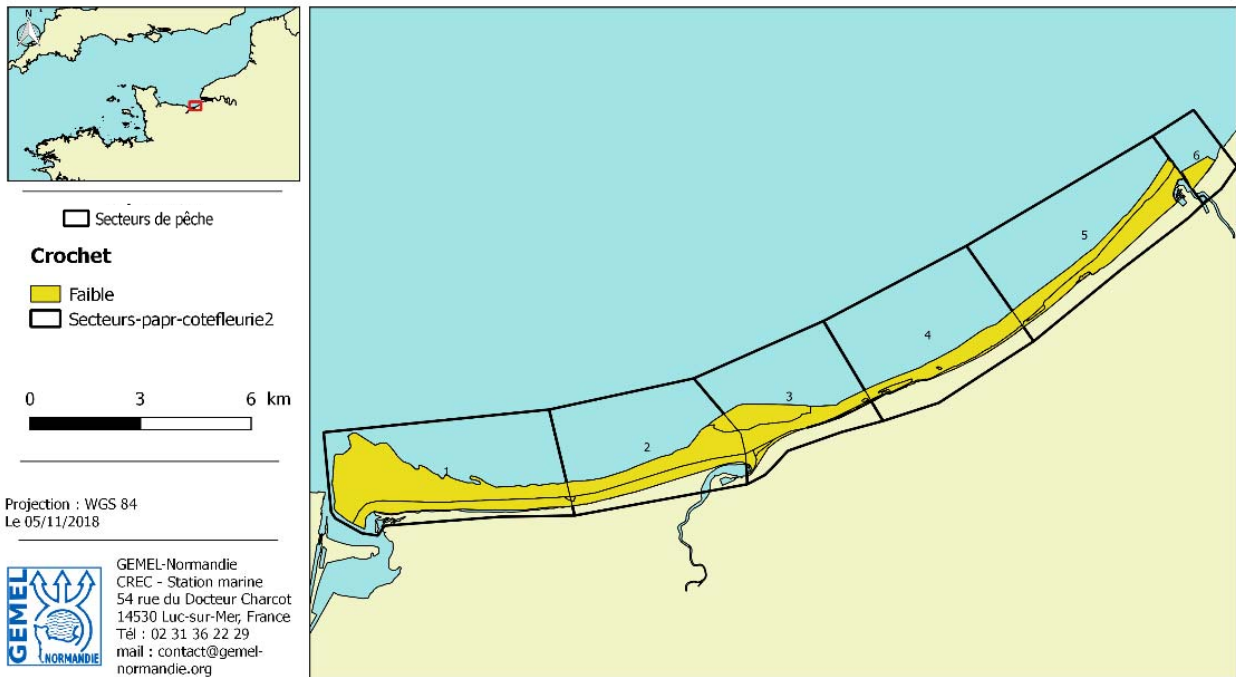 N
Secteurs de pêche
Crochet
Faible
Secteurs-papr-cotefleurie2
0 3 6 km
Projection : WGS 84
Le 05/11/2018
GEMEL
NORMANDIE
GEMEL-Normandie
CREC - Station marine
54 rue du Docteur Charcot
14530 Luc-sur-Mer, France
Tél : 02 31 36 22 29
mail : contact@gemel-
normandie.org
1
2
3
4
5
6